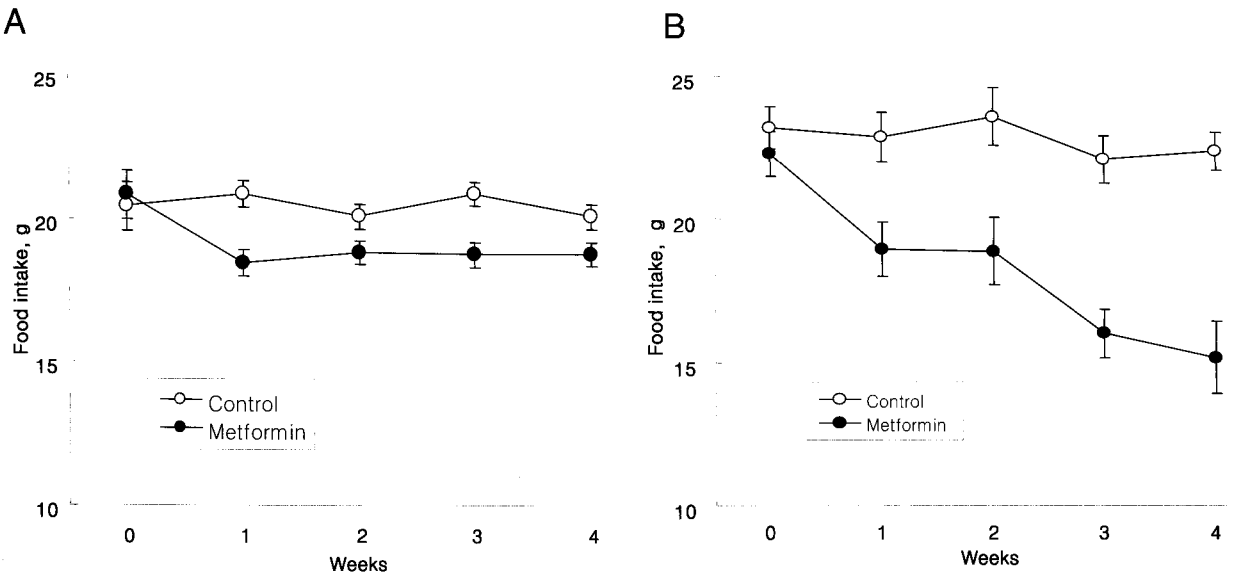 A
25
20
15
10
Food intake, g
Control
Metformin
0 1 2 3 4
Weeks
B
25
20
15
10
Food intake, g
Control
Metformin
0 1 2 3 4
Weeks